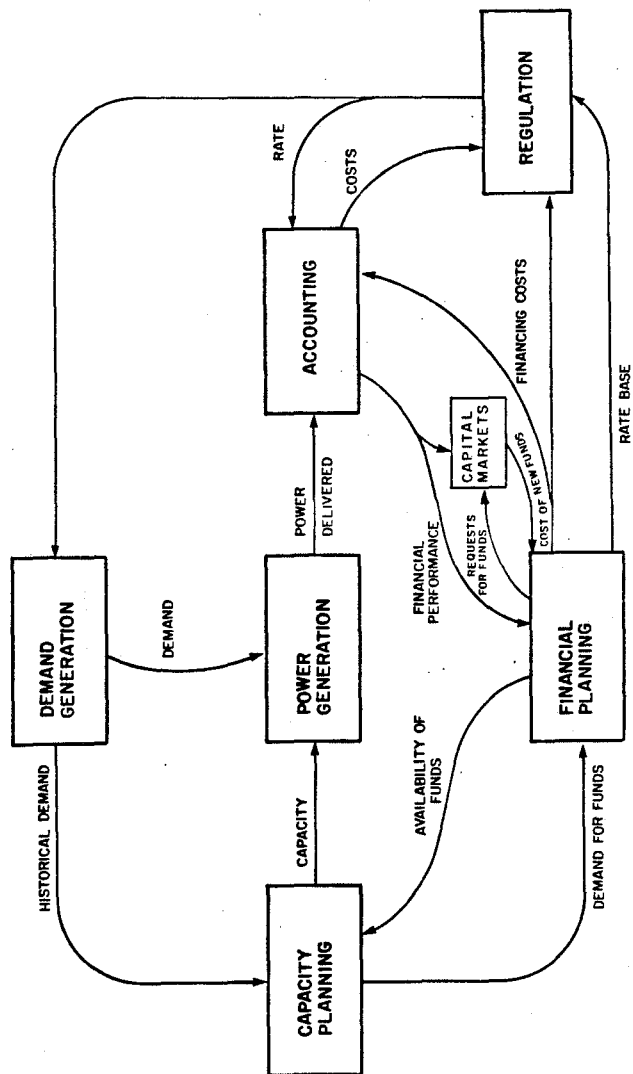 DEMAND
GENERATION
HISTORICAL DEMAND
DEMAND
RATE
COSTS
CAPACITY
PLANNING
CAPACITY
POWER
GENERATION
POWER
DELIVERED
ACCOUNTING
REGULATION
AVAILABILITY OF
FUNDS
FINANCIAL
PERFORMANCE
REQUESTS
FOR FUNDS
CAPITAL
MARKETS
COST OF NEW FUNDS
FINANCING COSTS
DEMAND FOR FUNDS
FINANCIAL
PLANNING
RATE BASE